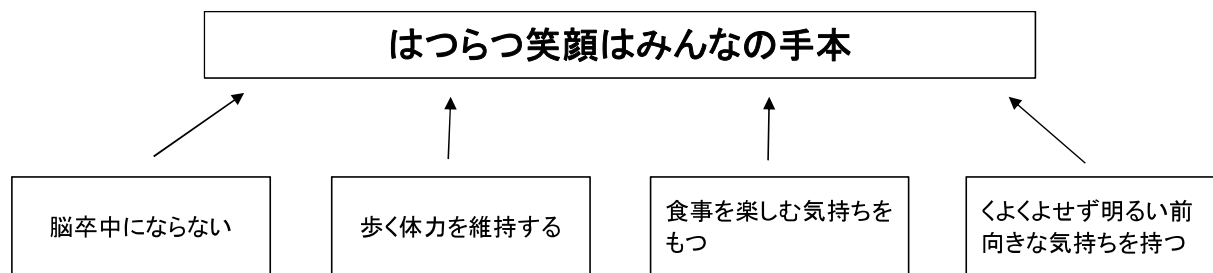 はつらつ笑顔はみんなの手本
脳卒中にならない
歩く体力を維持する
食事を楽しむ気持ちを
もつ
くよくよせず明るい前
向きな気持ちを持つ